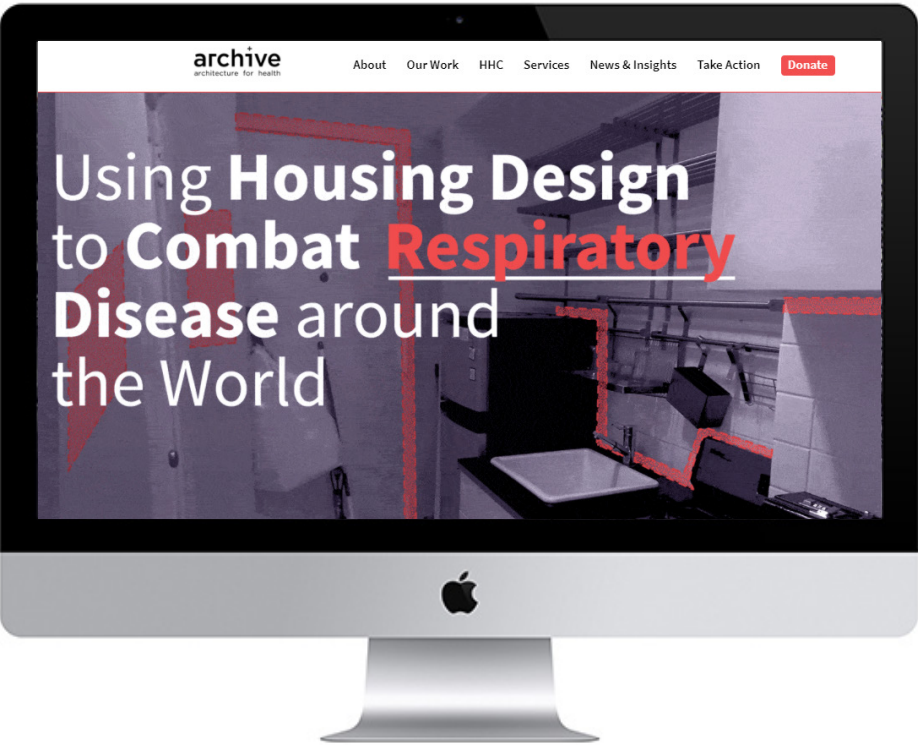 archive
architecture for health
About Our Work HHC Services News & Insights Take Action Donate
Using Housing Design
to Combat Respiratory
Disease around
the World